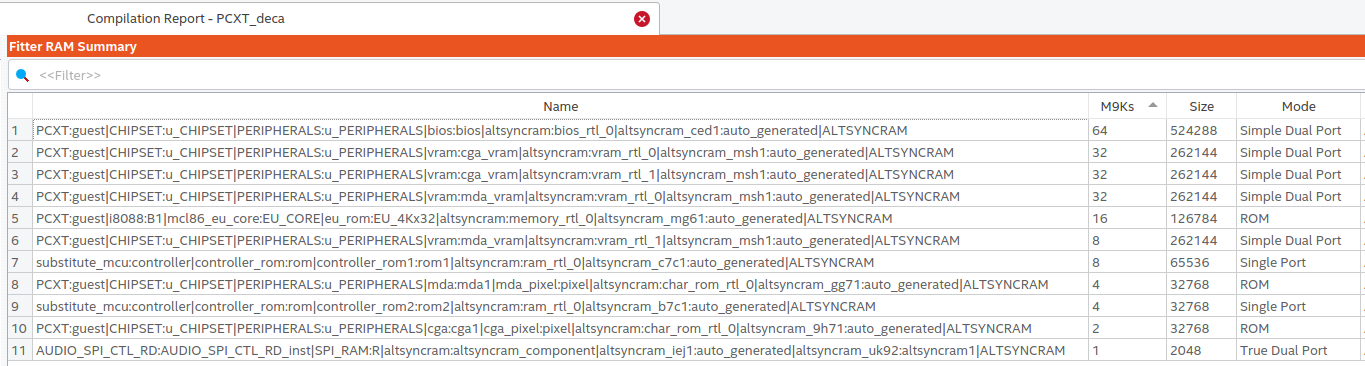 Compilation Report - PCXT_deca
Fitter RAM Summary
<<Filter>>
Name M9Ks Size Mode
1 PCXT:guest|CHIPSET:u_CHIPSET|PERIPHERALS:u_PERIPHERALS|bios:bios|altsyncram:bios_rtl_0|altsyncram_ced1:auto_generated|ALTSYNCRAM 64 524288 Simple Dual Port
2 PCXT:guest|CHIPSET:u_CHIPSET|PERIPHERALS:u_PERIPHERALS|vram:cga_vram|altsyncram:vram_rtl_0|altsyncram_msh1:auto_generated|ALTSYNCRAM 32 262144 Simple Dual Port
3 PCXT:guest|CHIPSET:u_CHIPSET|PERIPHERALS:u_PERIPHERALS|vram:cga_vram|altsyncram:vram_rtl_1|altsyncram_msh1:auto_generated|ALTSYNCRAM 32 262144 Simple Dual Port
4 PCXT:guest|CHIPSET:u_CHIPSET|PERIPHERALS:u_PERIPHERALS|vram:mda_vram|altsyncram:vram_rtl_0|altsyncram_msh1:auto_generated|ALTSYNCRAM 32 262144 Simple Dual Port
5 PCXT:guest|i8088:B1|mcl86_eu_core:EU_CORE|eu_rom:EU_4Kx32|altsyncram:memory_rtl_0|altsyncram_mg61:auto_generated|ALTSYNCRAM 16 126784 ROM
6 PCXT:guest|CHIPSET:u_CHIPSET|PERIPHERALS:u_PERIPHERALS|vram:mda_vram|altsyncram:vram_rtl_1|altsyncram_msh1:auto_generated|ALTSYNCRAM 8 262144 Simple Dual Port
7 substitute_mcu:controller|controller_rom:rom|controller_rom1:rom1|altsyncram:ram_rtl_0|altsyncram_c7c1:auto_generated|ALTSYNCRAM 8 65536 Single Port
8 PCXT:guest|CHIPSET:u_CHIPSET|PERIPHERALS:u_PERIPHERALS|mda:mda1|mda_pixel:pixel|altsyncram:char_rom_rtl_0|altsyncram_gg71:auto_generated|ALTSYNCRAM 4 32768 ROM
9 substitute_mcu:controller|controller_rom:rom|controller_rom2:rom2|altsyncram:ram_rtl_0|altsyncram_b7c1:auto_generated|ALTSYNCRAM 4 32768 Single Port
10 PCXT:guest|CHIPSET:u_CHIPSET|PERIPHERALS:u_PERIPHERALS|cga:cga1|cga_pixel:pixel|altsyncram:char_rom_rtl_0|altsyncram_9h71:auto_generated|ALTSYNCRAM 2 32768 ROM
11 AUDIO_SPI_CTL_RD:AUDIO_SPI_CTL_RD_inst|SPI_RAM:R|altsyncram:altsyncram_component|altsyncram_iej1:auto_generated|altsyncram_uk92:altsyncram1|ALTSYNCRAM 1 2048 True Dual Port